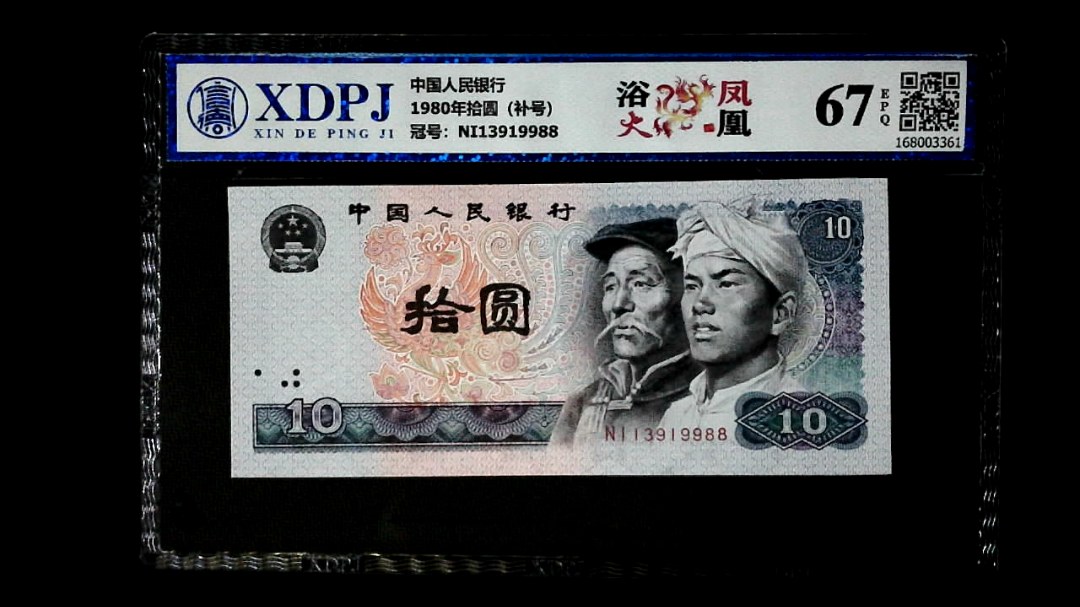 XDPJ
XIN DE PING JI
中国人民银行
1980年拾圆（补号）
冠号：NI13919988
浴火
凤凰
67
EPQ
168003361
中国人民银行
10
拾圆
10
NI13919988
10
XDPJ